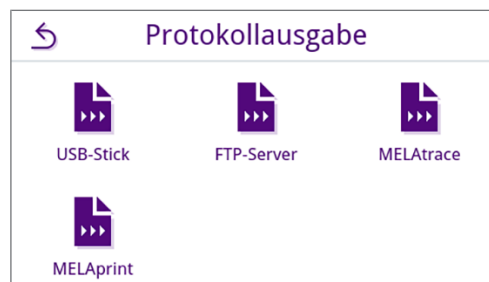 Protokollausgabe
USB-Stick
FTP-Server
MELAtrace
MELAprint